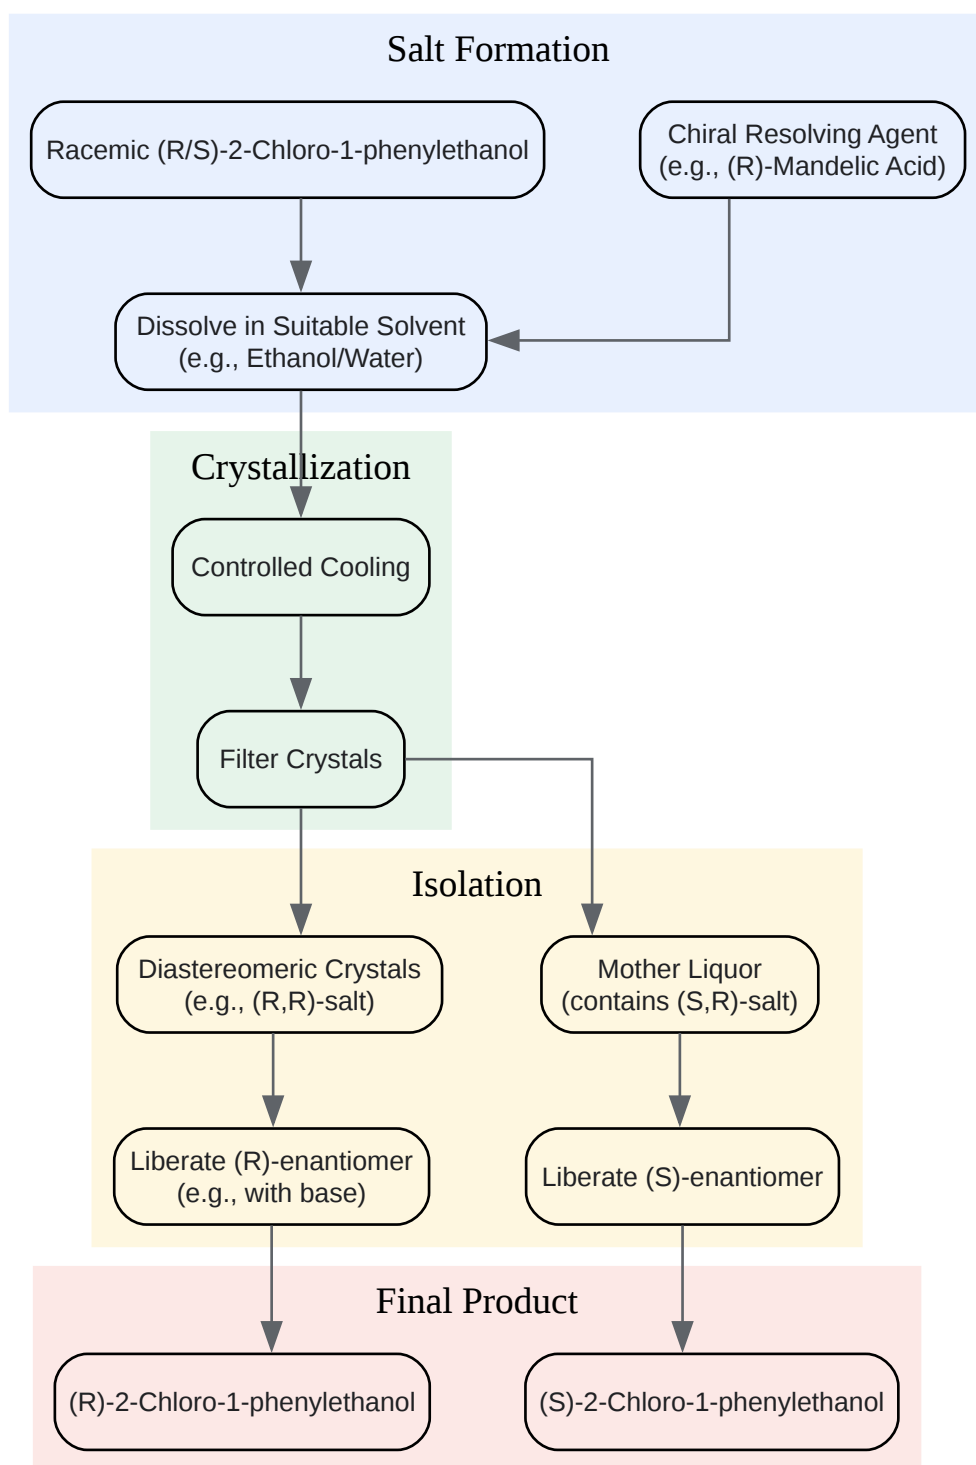 Salt Formation
Racemic (R/S)-2-Chloro-1-phenylethanol
Chiral Resolving Agent
(e.g., (R)-Mandelic Acid)
Dissolve in Suitable Solvent
(e.g., Ethanol/Water)
Crystallization
Controlled Cooling
Filter Crystals
Isolation
Diastereomeric Crystals
(e.g., (R,R)-salt)
Mother Liquor
(contains (S,R)-salt)
Liberate (R)-enantiomer
(e.g., with base)
Liberate (S)-enantiomer
Final Product
(R)-2-Chloro-1-phenylethanol
(S)-2-Chloro-1-phenylethanol